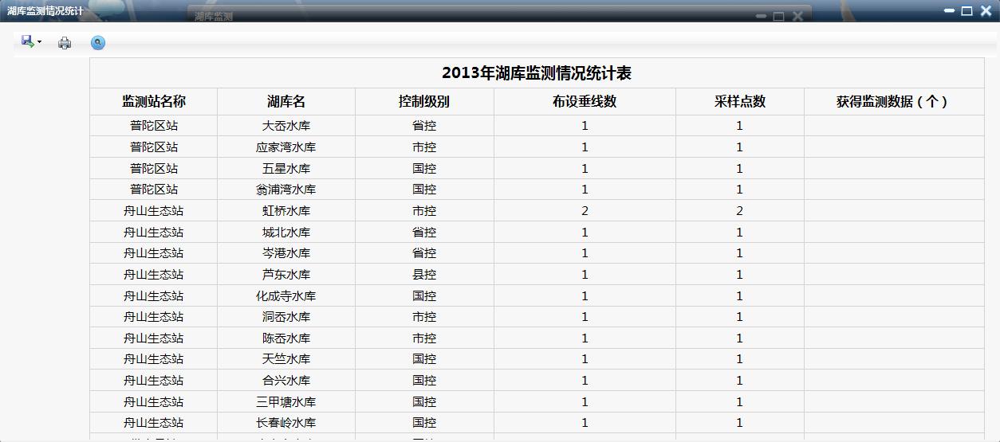 湖库监测情况统计
湖库监测
2013年湖库监测情况统计表
监测站名称 湖库名 控制级别 布设垂线数 采样点数 获得监测数据（个）
普陀区站 大岙水库 省控 1 1
普陀区站 应家湾水库 市控 1 1
普陀区站 五星水库 国控 1 1
普陀区站 翁浦湾水库 国控 1 1
舟山生态站 虹桥水库 市控 2 2
舟山生态站 城北水库 省控 1 1
舟山生态站 岑港水库 省控 1 1
舟山生态站 芦东水库 县控 1 1
舟山生态站 化成寺水库 国控 1 1
舟山生态站 洞岙水库 市控 1 1
舟山生态站 陈岙水库 市控 1 1
舟山生态站 天竺水库 国控 1 1
舟山生态站 合兴水库 国控 1 1
舟山生态站 三甲塘水库 国控 1 1
舟山生态站 长春岭水库 国控 1 1